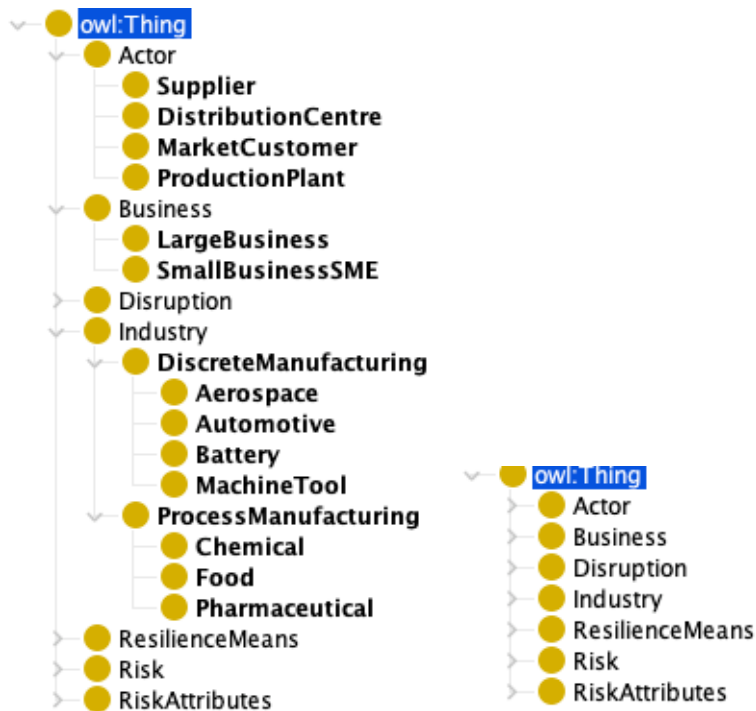 owl:Thing
Actor
Supplier
DistributionCentre
MarketCustomer
ProductionPlant
Business
LargeBusiness
SmallBusinessSME
Disruption
Industry
DiscreteManufacturing
Aerospace
Automotive
Battery
MachineTool
ProcessManufacturing
Chemical
Food
Pharmaceutical
ResilienceMeans
Risk
RiskAttributes
owl:Thing
Actor
Business
Disruption
Industry
ResilienceMeans
Risk
RiskAttributes